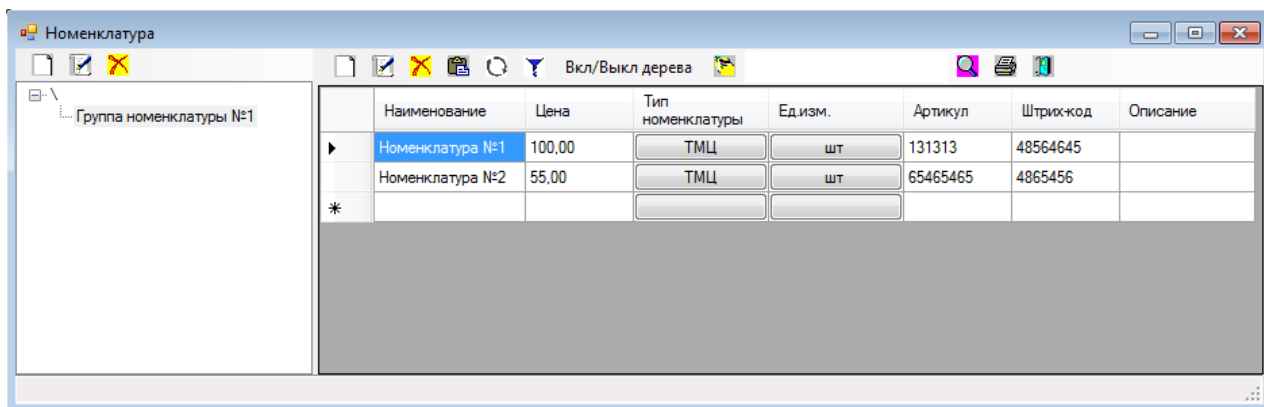 Номенклатура
Вкл/Выкл дерева
\
Группа номенклатуры №1
Наименование Цена Тип номенклатуры Ед.изм. Артикул Штрих-код Описание
Номенклатура №1 100,00 ТМЦ шт 131313 48564645
Номенклатура №2 55,00 ТМЦ шт 65465465 4865456